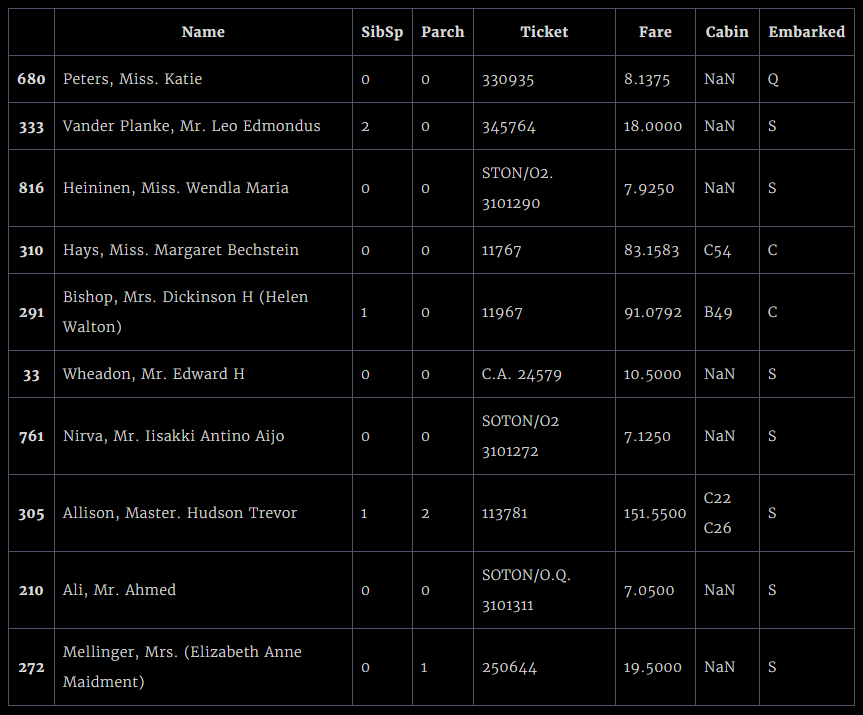 Name SibSp Parch Ticket Fare Cabin Embarked
680 Peters, Miss. Katie 0 0 330935 8.1375 NaN Q
333 Vander Planke, Mr. Leo Edmondus 2 0 345764 18.0000 NaN S
816 Heininen, Miss. Wendla Maria 0 0 STON/O2.
3101290 7.9250 NaN S
310 Hays, Miss. Margaret Bechstein 0 0 11767 83.1583 C54 C
291 Bishop, Mrs. Dickinson H (Helen
Walton) 1 0 11967 91.0792 B49 C
33 Wheadon, Mr. Edward H 0 0 C.A. 24579 10.5000 NaN S
761 Nirva, Mr. Iisakki Antino Aijo 0 0 SOTON/O2
3101272 7.1250 NaN S
305 Allison, Master. Hudson Trevor 1 2 113781 151.5500 C22
C26 S
210 Ali, Mr. Ahmed 0 0 SOTON/O.Q.
3101311 7.0500 NaN S
272 Mellinger, Mrs. (Elizabeth Anne
Maidment) 0 1 250644 19.5000 NaN S